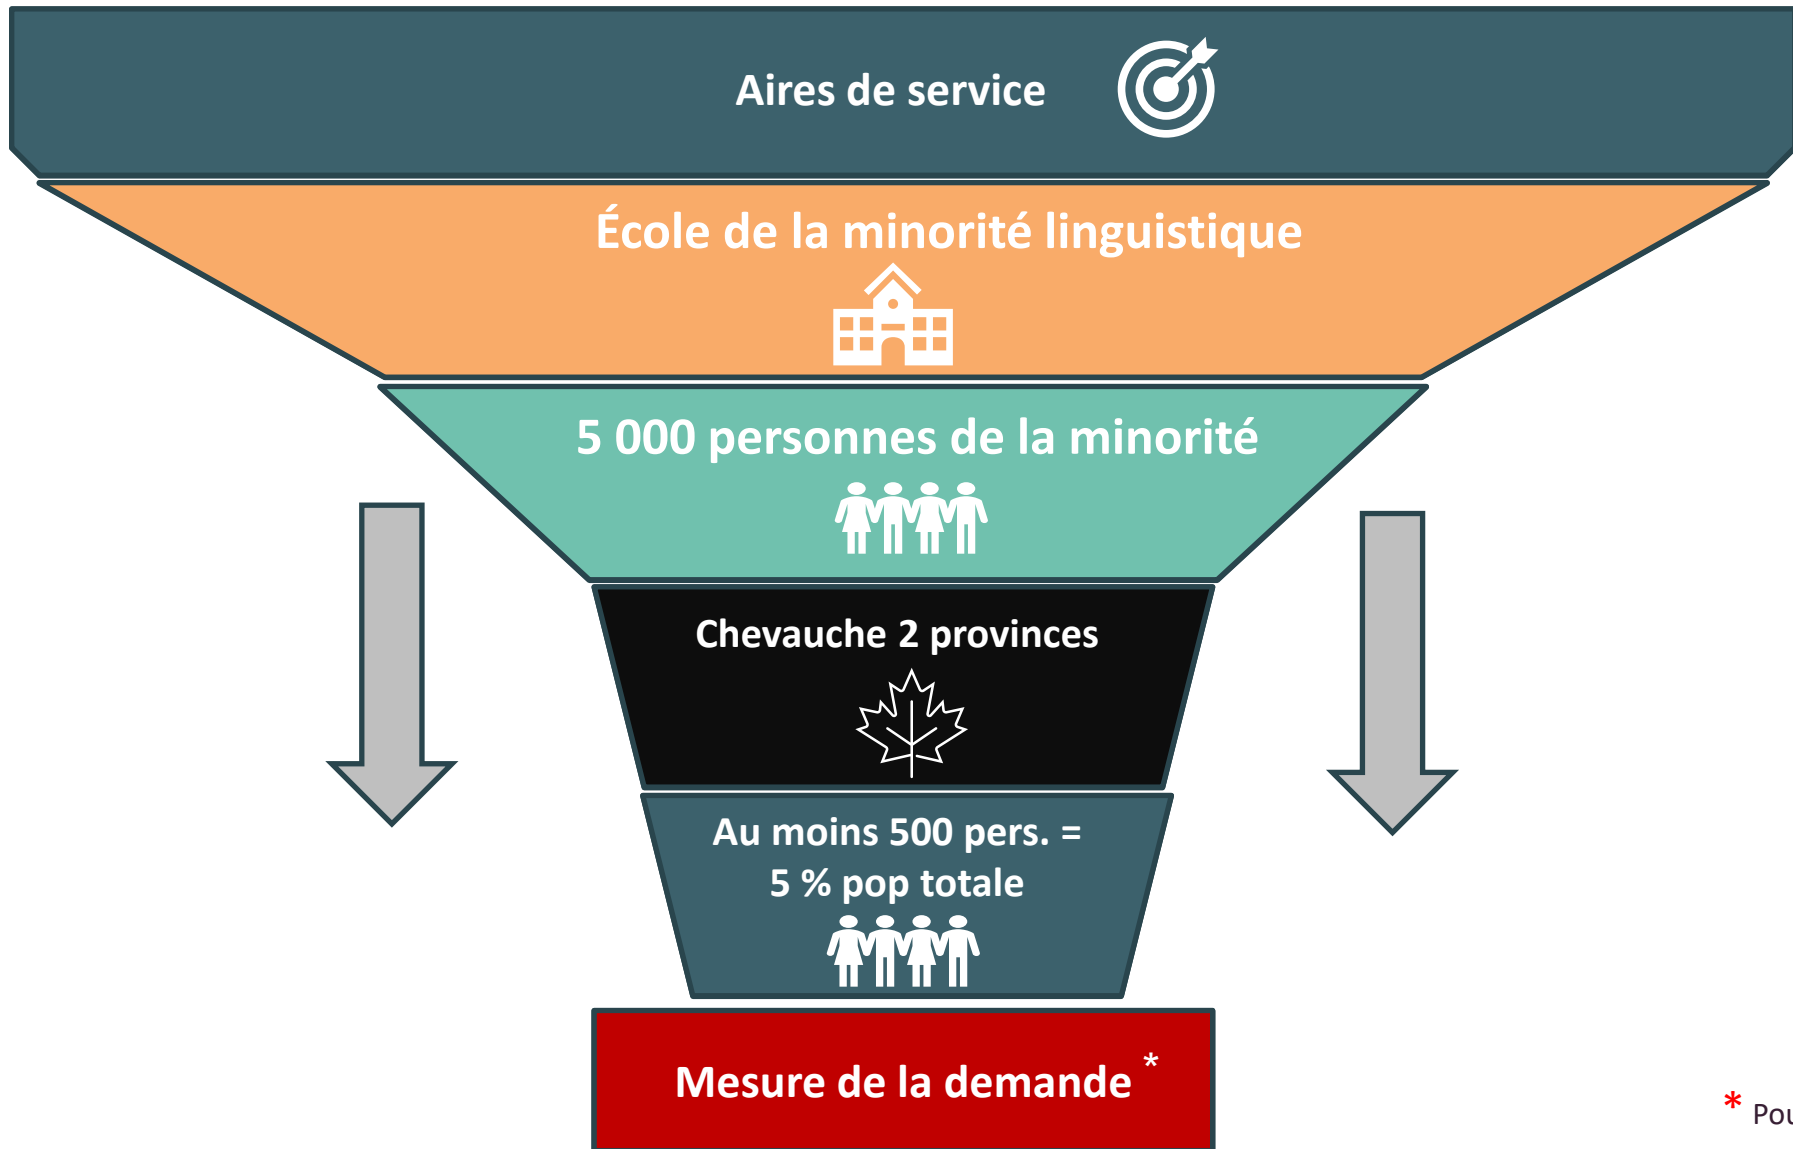 Aires de service
École de la minorité linguistique
5 000 personnes de la minorité
Chevauche 2 provinces
Au moins 500 pers. =
5 % pop totale
Mesure de la demande *
* Pou